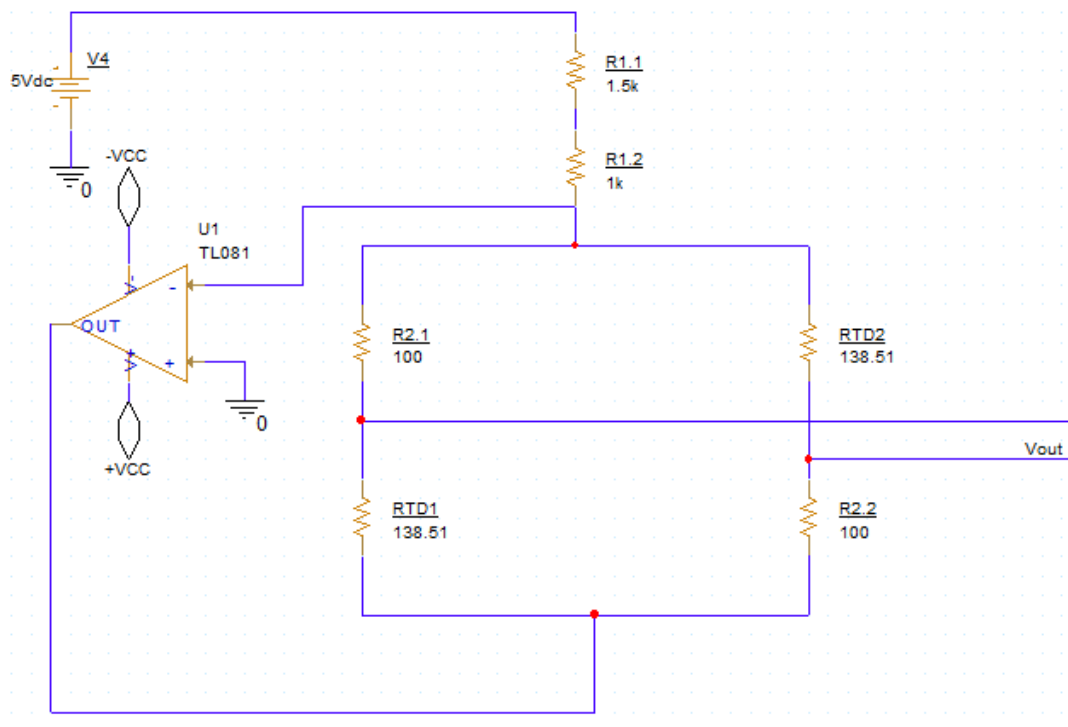 V4
5Vdc
0
R1.1
1.5k
R1.2
1k
-VCC
U1
TL081
V-
-
OUT
+
V+
0
+VCC
R2.1
100
RTD2
138.51
Vout
RTD1
138.51
R2.2
100